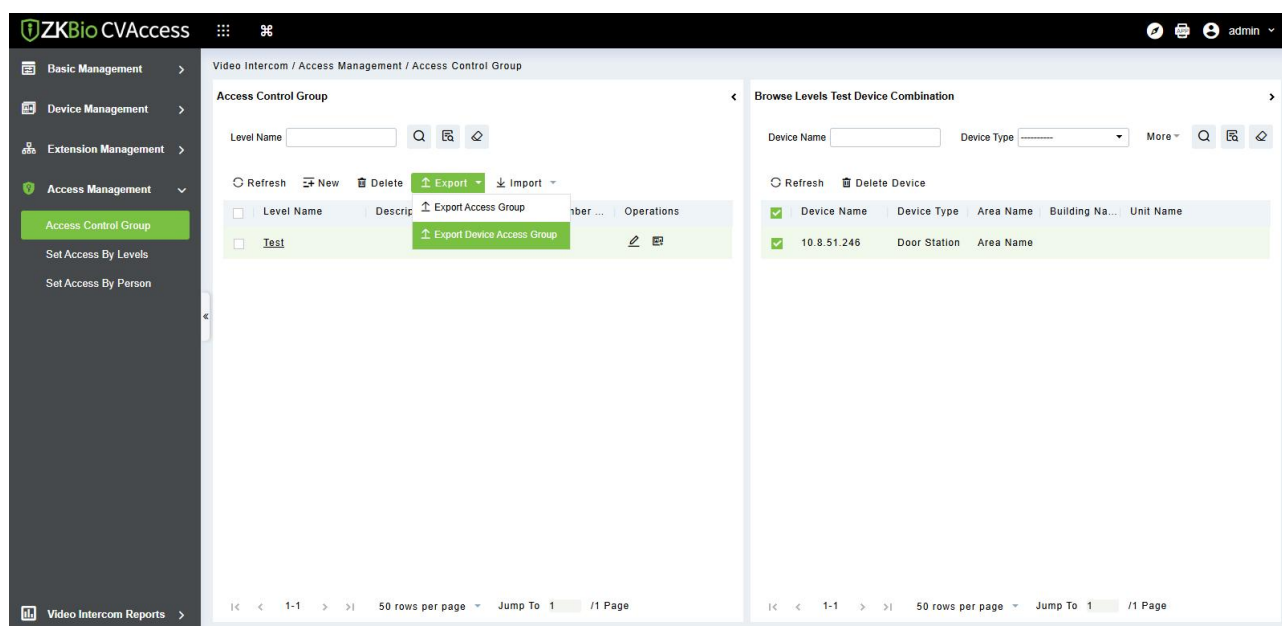 ZKBio CVAccess
admin
Basic Management
Device Management
Extension Management
Access Management
Access Control Group
Set Access By Levels
Set Access By Person
Video Intercom Reports
Video Intercom / Access Management / Access Control Group
Access Control Group
Level Name
Refresh New Delete Export Import
Export Access Group
Export Device Access Group
Level Name Descrip mber ... Operations
Test
1-1 50 rows per page Jump To 1 /1 Page
Browse Levels Test Device Combination
Device Name Device Type ---------- More
Refresh Delete Device
Device Name Device Type Area Name Building Na... Unit Name
10.8.51.246 Door Station Area Name
1-1 50 rows per page Jump To 1 /1 Page